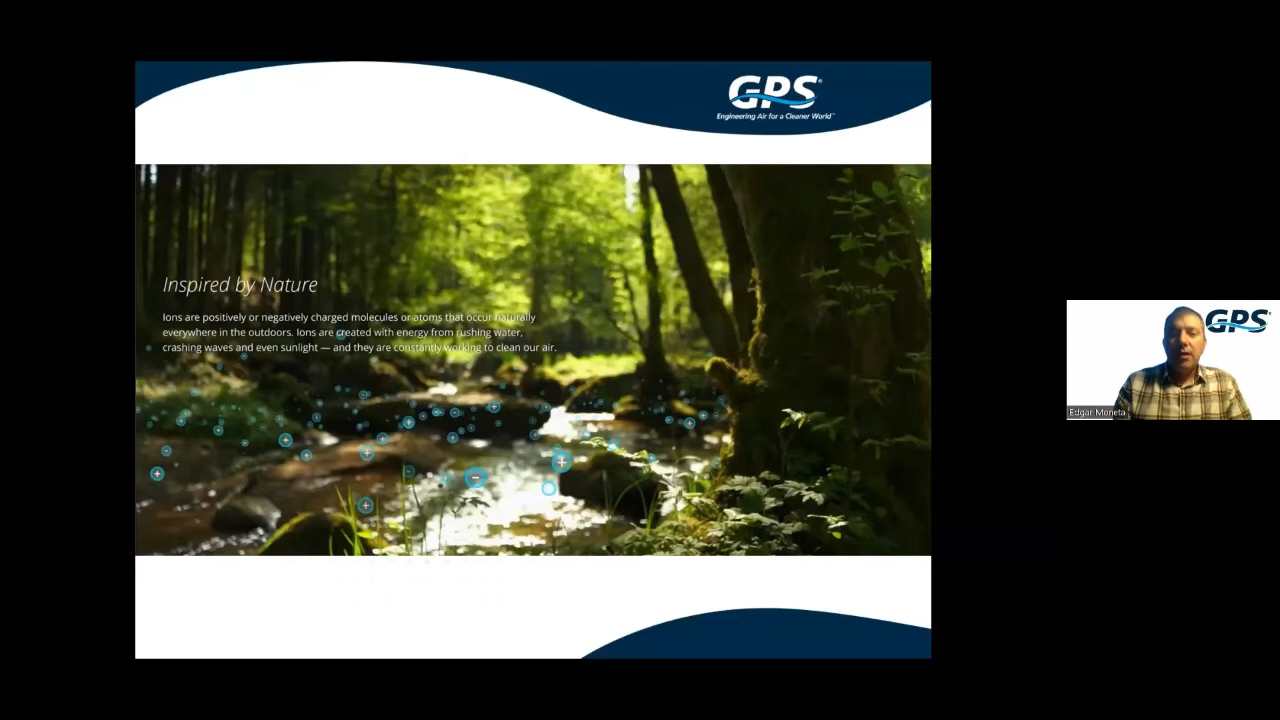 GPS®
Engineering Air for a Cleaner World™
Inspired by Nature
Ions are positively or negatively charged molecules or atoms that occur naturally
everywhere in the outdoors. Ions are created with energy from rushing water,
crashing waves and even sunlight — and they are constantly working to clean our air.
GPS®
Edgar Moneta